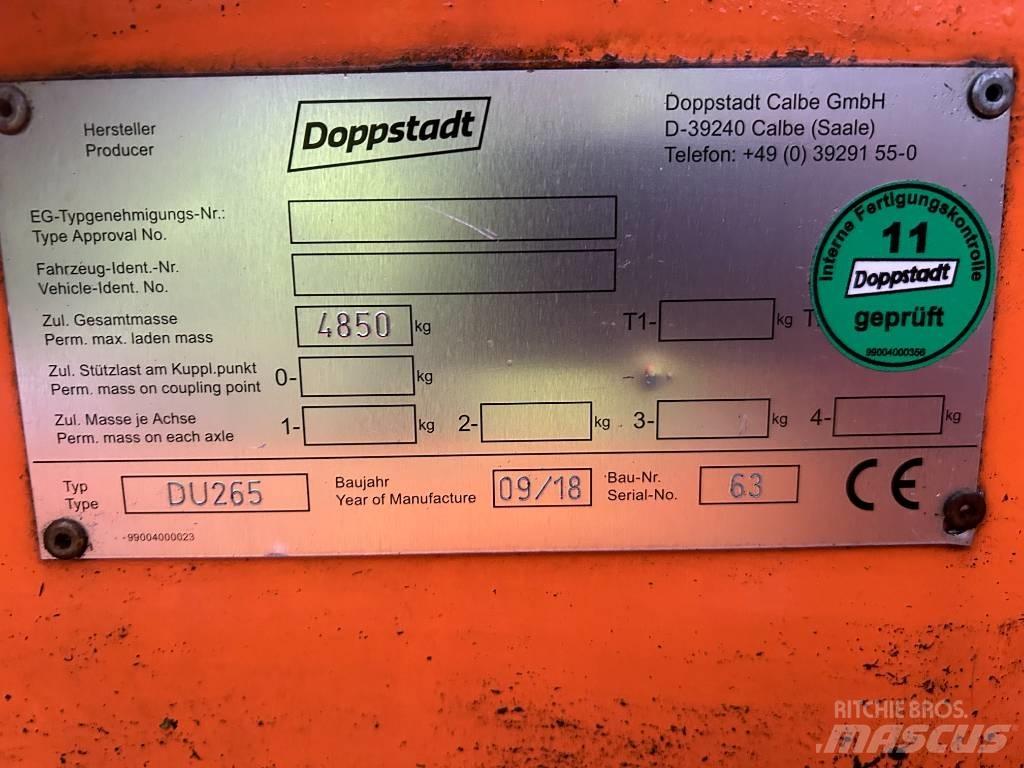 Hersteller
Producer
Doppstadt
Doppstadt Calbe GmbH
D-39240 Calbe (Saale)
Telefon: +49 (0) 39291 55-0
EG-Typgenehmigungs-Nr.:
Type Approval No.
Fahrzeug-Ident.-Nr.
Vehicle-Ident. No.
Zul. Gesamtmasse
Perm. max. laden mass
4850 kg
T1- kg T
Zul. Stützlast am Kuppl.punkt
Perm. mass on coupling point
0- kg
Zul. Masse je Achse
Perm. mass on each axle
1- kg 2- kg 3- kg 4- kg
Interne Fertigungskontrolle
11
Doppstadt
geprüft
99004000356
Typ
Type
DU265
Baujahr
Year of Manufacture
09/18
Bau-Nr.
Serial-No.
63
CE
99004000023
RITCHIE BROS.
MASCUS